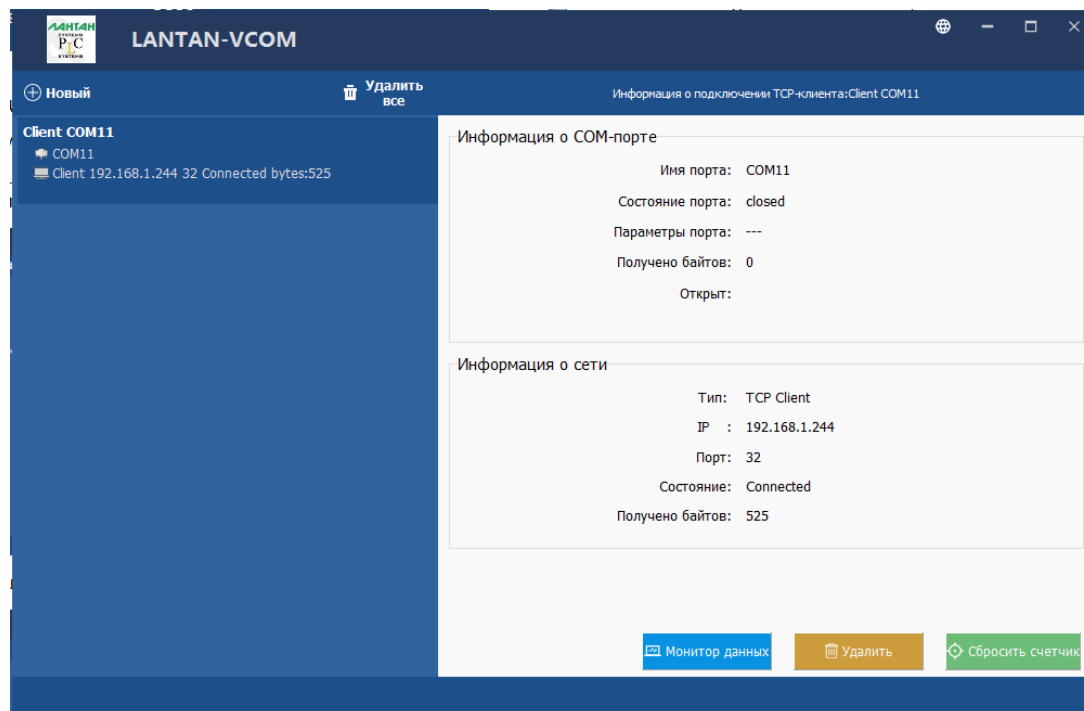 ЛАНТАН
SYSTEMS
PLC
SYSTEMS
LANTAN-VCOM
Новый
Удалить
все
Информация о подключении TCP-клиента:Client COM11
Client COM11
COM11
Client 192.168.1.244 32 Connected bytes:525
Информация о COM-порте
Имя порта: COM11
Состояние порта: closed
Параметры порта: ---
Получено байтов: 0
Открыт:
Информация о сети
Тип: TCP Client
IP : 192.168.1.244
Порт: 32
Состояние: Connected
Получено байтов: 525
Монитор данных
Удалить
Сбросить счетчик